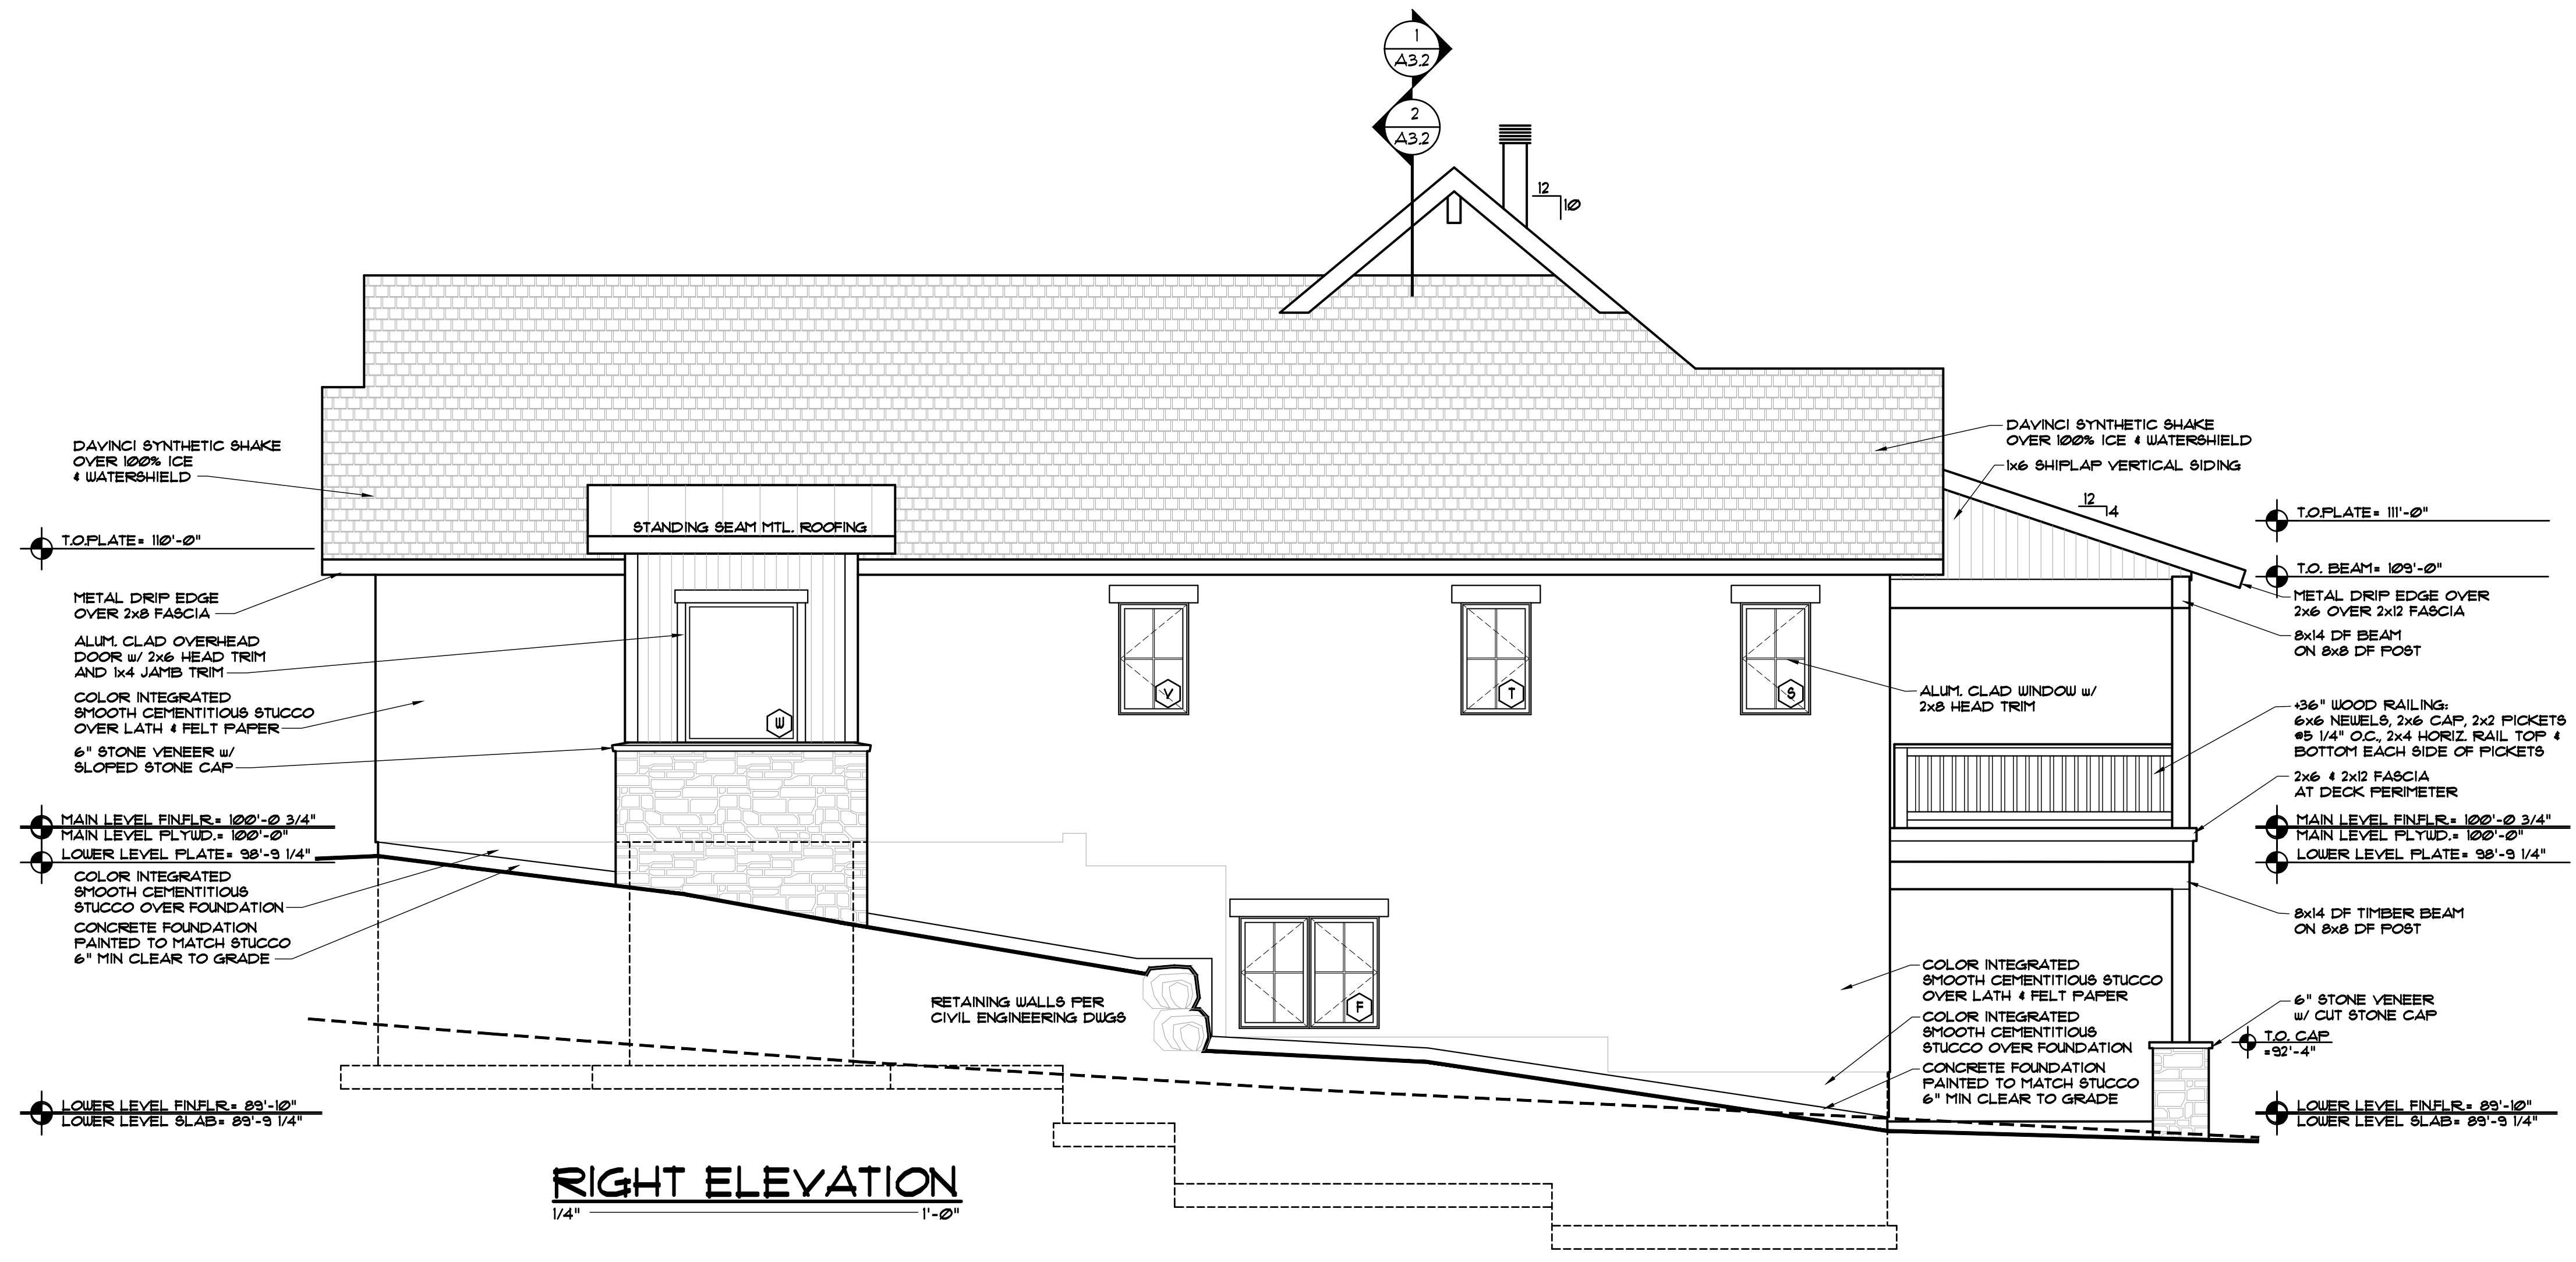 1
A3.2
2
A3.2
12
10
DAVINCI SYNTHETIC SHAKE
OVER 100% ICE
& WATERSHIELD
T.O.PLATE= 110'-0"
METAL DRIP EDGE
OVER 2x8 FASCIA
ALUM. CLAD OVERHEAD
DOOR w/ 2x6 HEAD TRIM
AND 1x4 JAMB TRIM
COLOR INTEGRATED
SMOOTH CEMENTITIOUS STUCCO
OVER LATH & FELT PAPER
6" STONE VENEER w/
SLOPED STONE CAP
MAIN LEVEL FIN.FLR.= 100'-0 3/4"
MAIN LEVEL PLYWD.= 100'-0"
LOWER LEVEL PLATE= 98'-9 1/4"
COLOR INTEGRATED
SMOOTH CEMENTITIOUS
STUCCO OVER FOUNDATION
CONCRETE FOUNDATION
PAINTED TO MATCH STUCCO
6" MIN CLEAR TO GRADE
LOWER LEVEL FIN.FLR.= 89'-10"
LOWER LEVEL SLAB= 89'-9 1/4"
STANDING SEAM MTL. ROOFING
W
V
T
S
F
RETAINING WALLS PER
CIVIL ENGINEERING DWGS
ALUM. CLAD WINDOW w/
2x8 HEAD TRIM
COLOR INTEGRATED
SMOOTH CEMENTITIOUS STUCCO
OVER LATH & FELT PAPER
COLOR INTEGRATED
SMOOTH CEMENTITIOUS
STUCCO OVER FOUNDATION
CONCRETE FOUNDATION
PAINTED TO MATCH STUCCO
6" MIN CLEAR TO GRADE
DAVINCI SYNTHETIC SHAKE
OVER 100% ICE & WATERSHIELD
1x6 SHIPLAP VERTICAL SIDING
12
4
T.O.PLATE= 111'-0"
T.O. BEAM= 109'-0"
METAL DRIP EDGE OVER
2x6 OVER 2x12 FASCIA
8x14 DF BEAM
ON 8x8 DF POST
+36" WOOD RAILING:
6x6 NEWELS, 2x6 CAP, 2x2 PICKETS
@5 1/4" O.C., 2x4 HORIZ. RAIL TOP &
BOTTOM EACH SIDE OF PICKETS
2x6 & 2x12 FASCIA
AT DECK PERIMETER
MAIN LEVEL FIN.FLR.= 100'-0 3/4"
MAIN LEVEL PLYWD.= 100'-0"
LOWER LEVEL PLATE= 98'-9 1/4"
8x14 DF TIMBER BEAM
ON 8x8 DF POST
6" STONE VENEER
w/ CUT STONE CAP
T.O. CAP
=92'-4"
LOWER LEVEL FIN.FLR.= 89'-10"
LOWER LEVEL SLAB= 89'-9 1/4"
RIGHT ELEVATION
1/4" 1'-0"